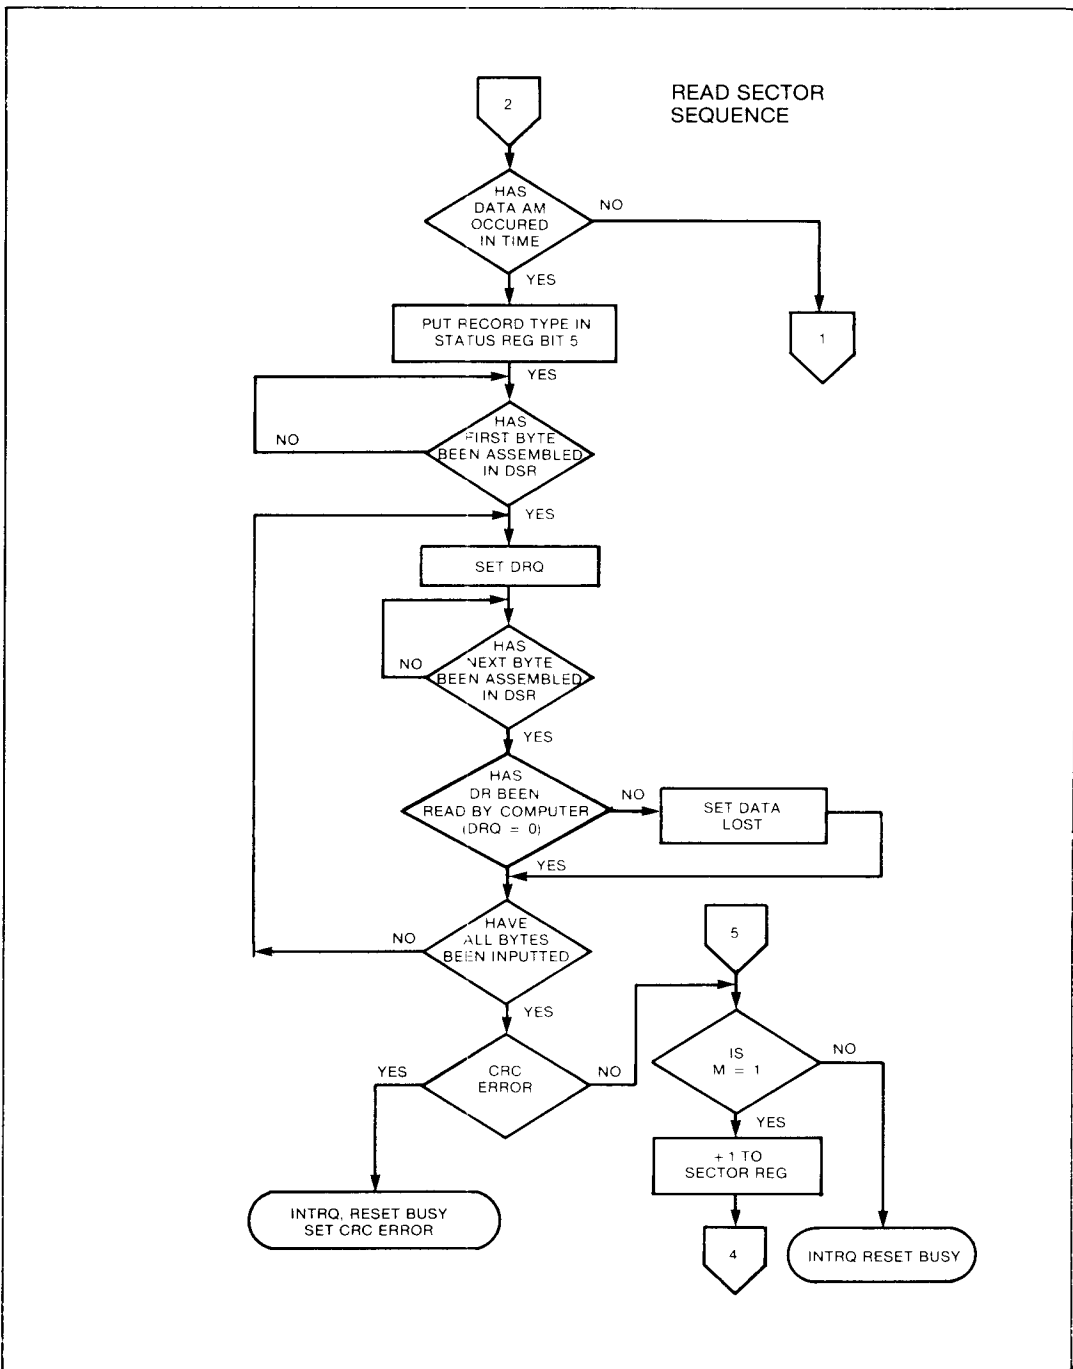 READ SECTOR
SEQUENCE
2
HAS
DATA AM
OCCURED
IN TIME
NO
YES
PUT RECORD TYPE IN
STATUS REG BIT 5
1
YES
HAS
FIRST BYTE
BEEN ASSEMBLED
IN DSR
NO
YES
SET DRQ
HAS
NEXT BYTE
BEEN ASSEMBLED
IN DSR
NO
YES
HAS
DR BEEN
READ BY COMPUTER
(DRQ = 0)
NO
SET DATA
LOST
YES
HAVE
ALL BYTES
BEEN INPUTTED
NO
5
YES
CRC
ERROR
YES
NO
IS
M = 1
NO
YES
+ 1 TO
SECTOR REG
INTRQ, RESET BUSY
SET CRC ERROR
4
INTRQ RESET BUSY